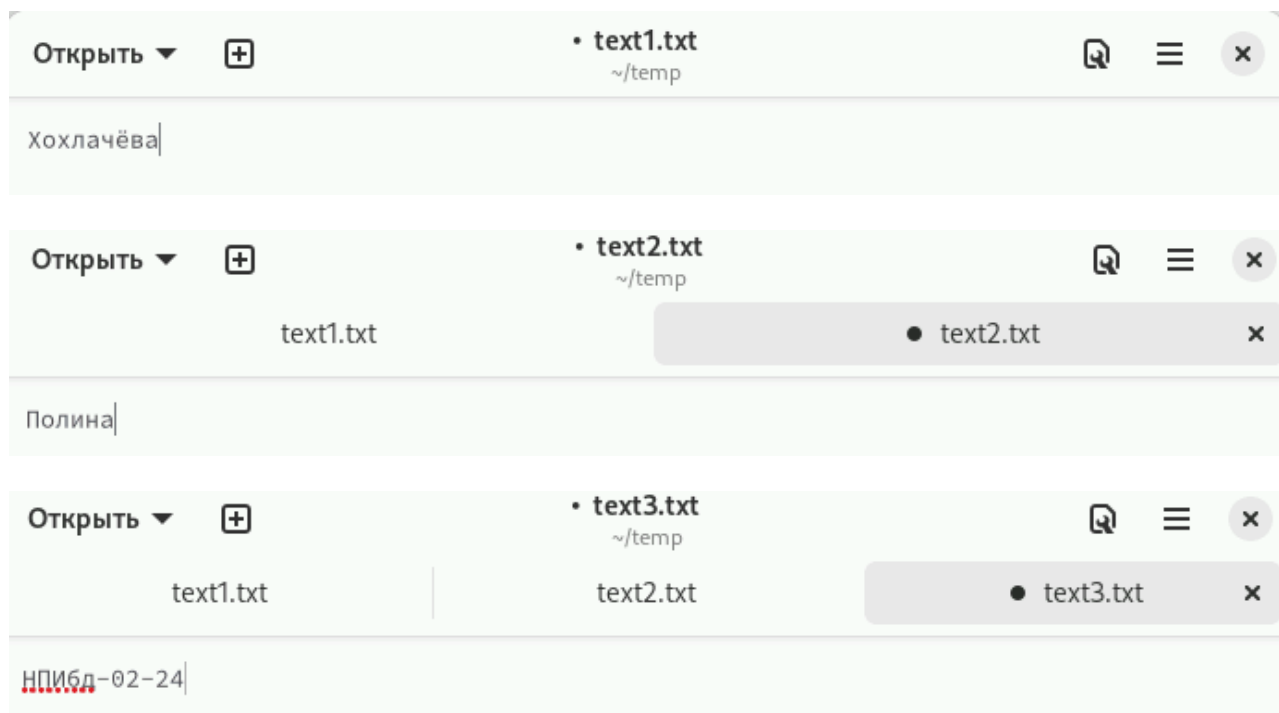 Открыть
• text1.txt
~/temp
Хохлачёва
Открыть
• text2.txt
~/temp
text1.txt
● text2.txt
Полина
Открыть
• text3.txt
~/temp
text1.txt
text2.txt
● text3.txt
НПИбд-02-24